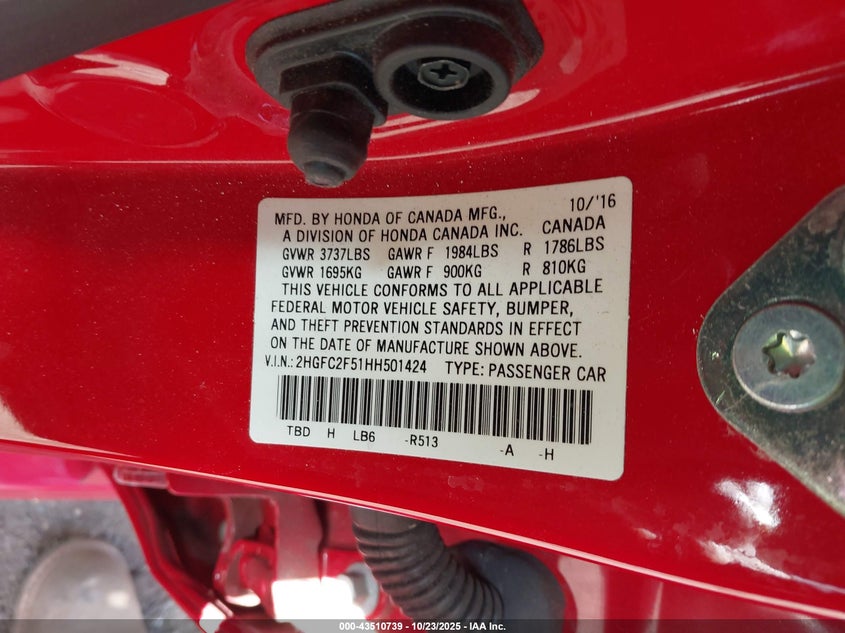 10/'16
MFD. BY HONDA OF CANADA MFG.,
A DIVISION OF HONDA CANADA INC. CANADA
GVWR 3737LBS GAWR F 1984LBS R 1786LBS
GVWR 1695KG GAWR F 900KG R 810KG
THIS VEHICLE CONFORMS TO ALL APPLICABLE
FEDERAL MOTOR VEHICLE SAFETY, BUMPER,
AND THEFT PREVENTION STANDARDS IN EFFECT
ON THE DATE OF MANUFACTURE SHOWN ABOVE.
V.I.N.: 2HGFC2F51HH501424 TYPE: PASSENGER CAR
TBD H LB6 -R513 -A -H
000-43510739 | 10/23/2025 - IAA Inc.